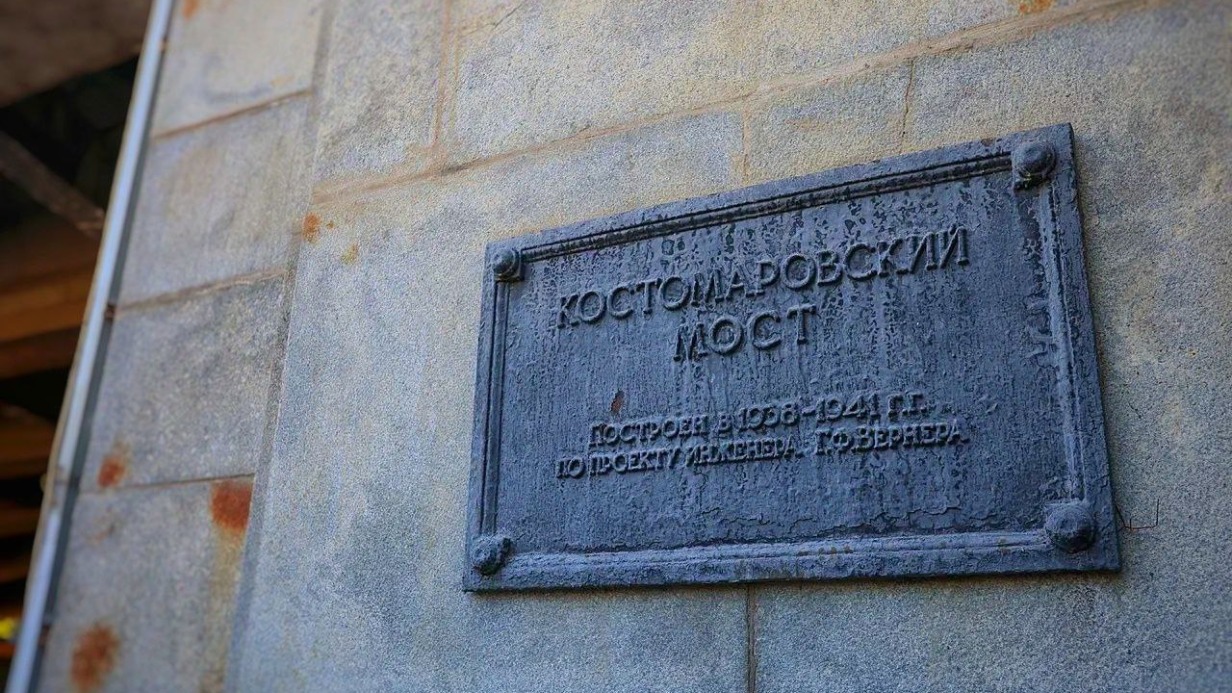 КОСТОМАРОВСКИЙ
МОСТ
ПОСТРОЕН В 1938-1941 Г.Г.
ПО ПРОЕКТУ ИНЖЕНЕРА Г.Ф.ВЕРНЕРА